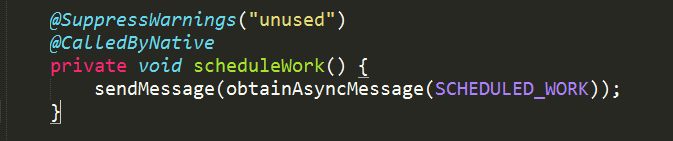 @SuppressWarnings("unused")
@CalledByNative
private void scheduleWork() {
sendMessage(obtainAsyncMessage(SCHEDULED_WORK));
}